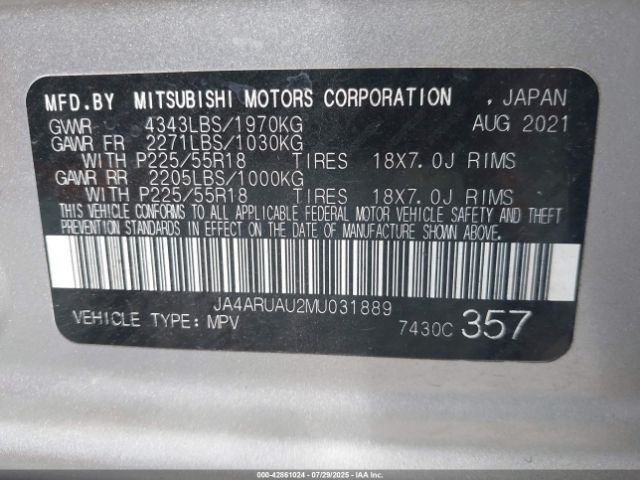 MFD.BY MITSUBISHI MOTORS CORPORATION , JAPAN
GVWR 4343LBS/1970KG AUG 2021
GAWR FR 2271LBS/1030KG
WITH P225/55R18 TIRES 18X7.0J RIMS
GAWR RR 2205LBS/1000KG
WITH P225/55R18 TIRES 18X7.0J RIMS
THIS VEHICLE CONFORMS TO ALL APPLICABLE FEDERAL MOTOR VEHICLE SAFETY AND THEFT
PREVENTION STANDARDS IN EFFECT ON THE DATE OF MANUFACTURE SHOWN ABOVE.
JA4ARUAU2MU031889
VEHICLE TYPE: MPV 7430C 357
000-42861024 | 07/29/2025 | IAAI.COM